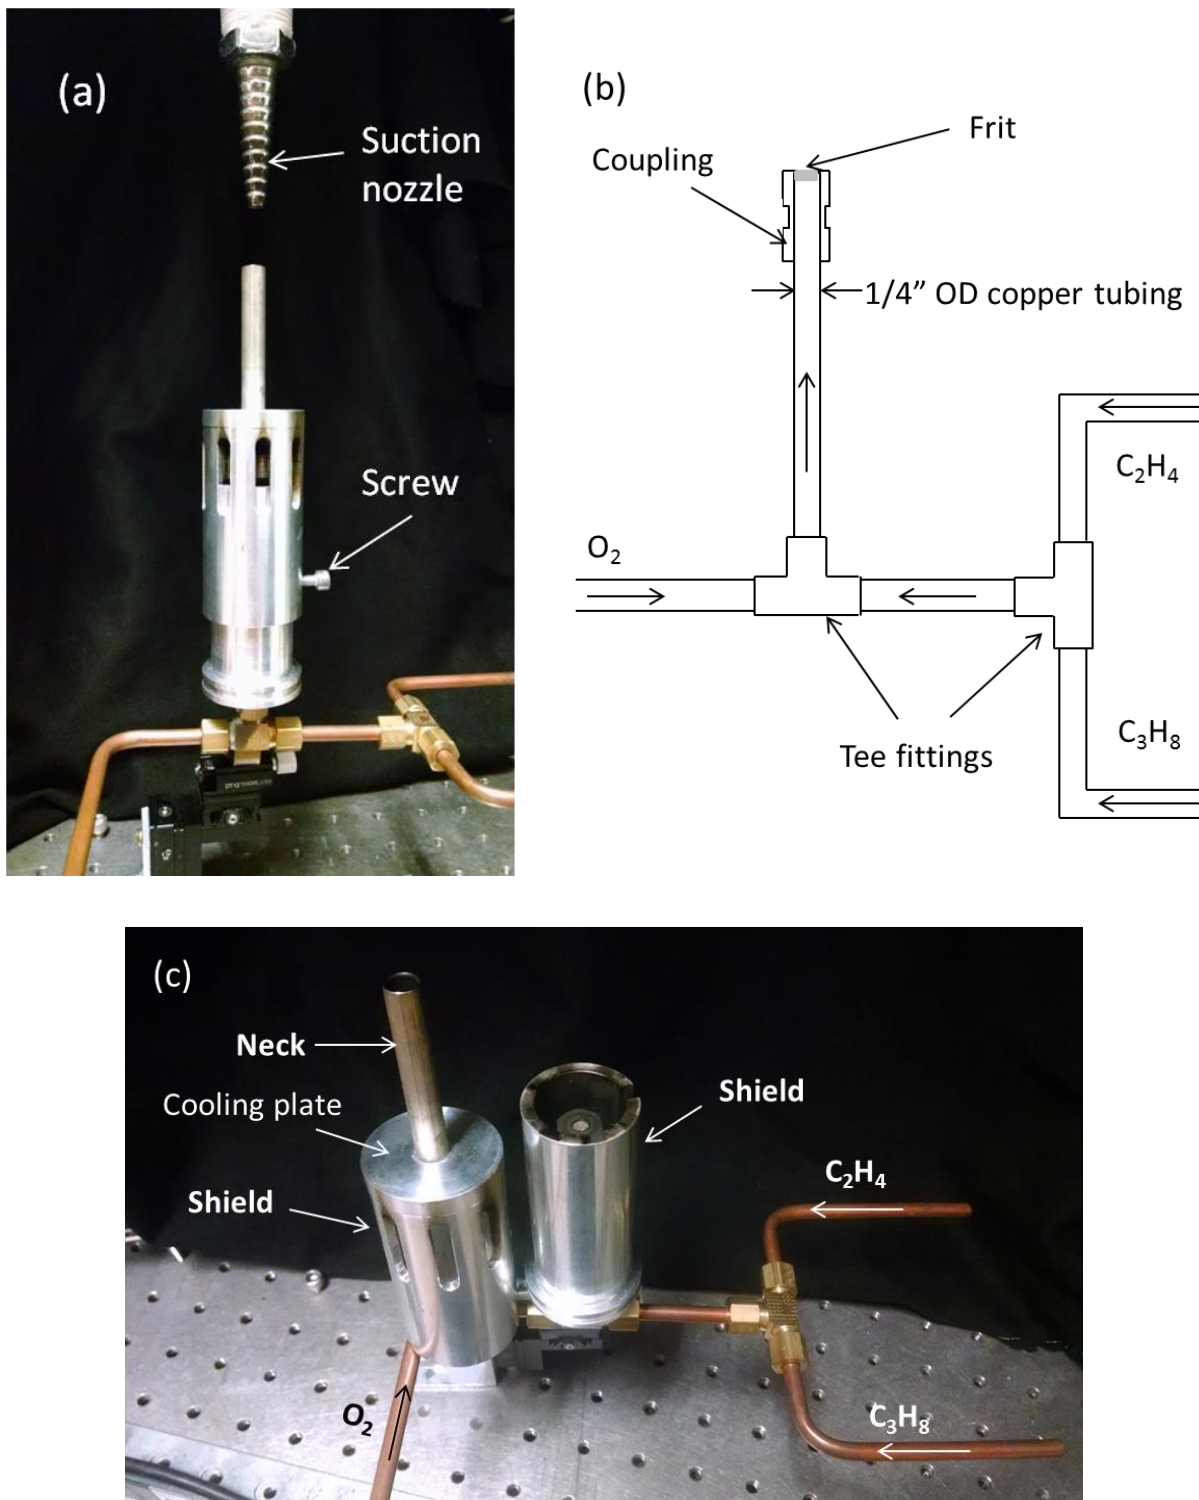 (a)
Suction
nozzle
Screw
(b)
Frit
Coupling
1/4” OD copper tubing
C₂H₄
O₂
C₃H₈
Tee fittings
(c)
Neck
Cooling plate
Shield
Shield
C₂H₄
C₃H₈
O₂